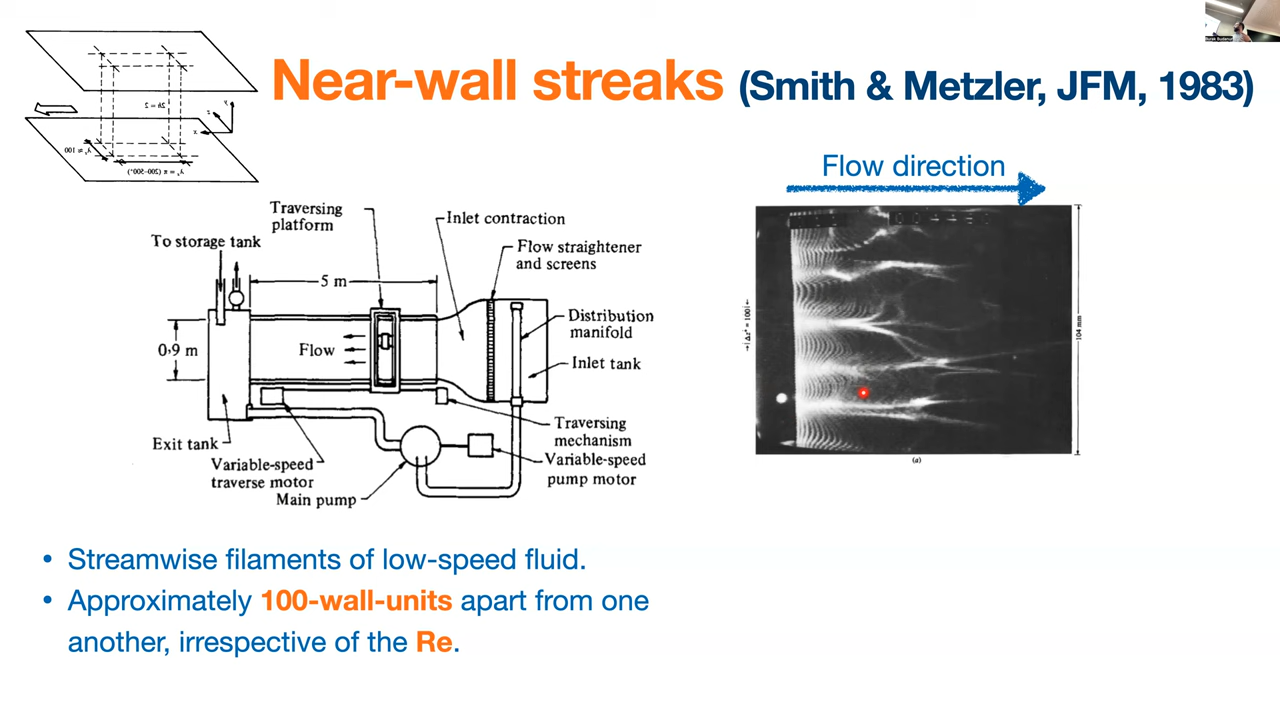 Near-wall streaks (Smith & Metzler, JFM, 1983)
2h = 2
y
z
x
Flow direction
Traversing
platform
Inlet contraction
To storage tank
Flow straightener
and screens
5 m
Distribution
manifold
0·9 m
Flow
Inlet tank
Exit tank
Traversing
mechanism
Variable-speed
traverse motor
Variable-speed
pump motor
Main pump
104 mm
(a)
• Streamwise filaments of low-speed fluid.
• Approximately 100-wall-units apart from one
another, irrespective of the Re.